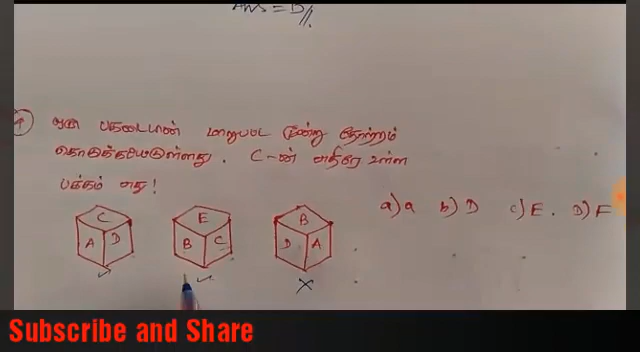 Ans = D//
ஒரு பகடையின் மாறுபட்ட மூன்று தோற்றம்
கொடுக்கப்பட்டுள்ளது. C-ன் எதிரே உள்ள
பக்கம் எது!
C E B
A D B C D A
a) a b) D c) E. D) F
Subscribe and Share